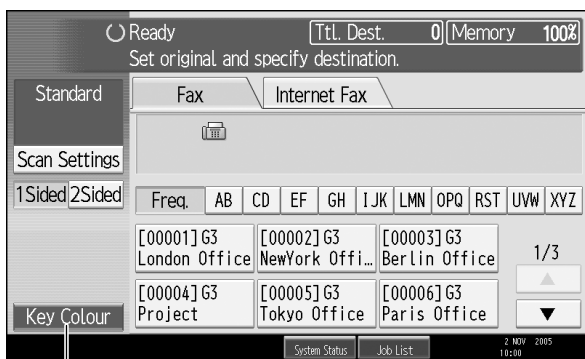 Ready Ttl. Dest. 0 Memory 100%
Set original and specify destination.
Standard
Fax Internet Fax
Scan Settings
1Sided 2Sided
Freq. AB CD EF GH IJK LMN OPQ RST UVW XYZ
[00001]G3 [00002]G3 [00003]G3
London Office NewYork Offi… Berlin Office
1/3
[00004]G3 [00005]G3 [00006]G3
Project Tokyo Office Paris Office
Key Colour
System Status Job List
2 NOV 2005
10:00